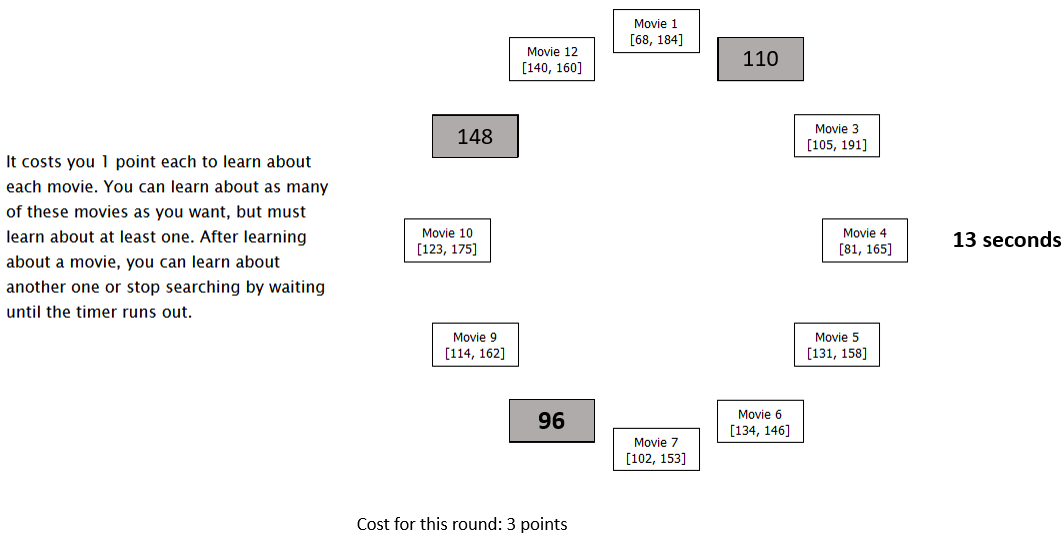 It costs you 1 point each to learn about
each movie. You can learn about as many
of these movies as you want, but must
learn about at least one. After learning
about a movie, you can learn about
another one or stop searching by waiting
until the timer runs out.
Movie 1
[68, 184]
110
Movie 3
[105, 191]
Movie 4
[81, 165]
Movie 5
[131, 158]
Movie 6
[134, 146]
Movie 7
[102, 153]
96
Movie 9
[114, 162]
Movie 10
[123, 175]
148
Movie 12
[140, 160]
13 seconds
Cost for this round: 3 points